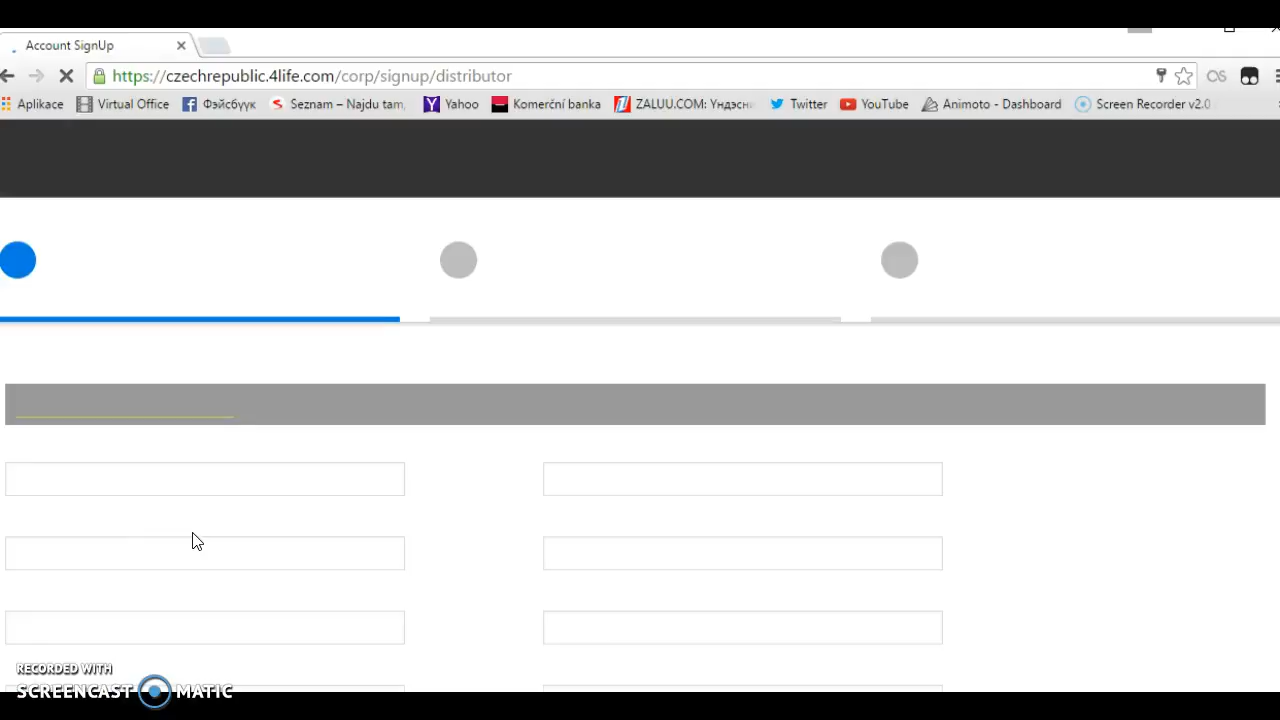 Account SignUp
https://czechrepublic.4life.com/corp/signup/distributor
Aplikace Virtual Office Фэйсбүүк Seznam – Najdu tam, Yahoo Komerční banka ZALUU.COM: Үндэсн Twitter YouTube Animoto - Dashboard Screen Recorder v2.0
RECORDED WITH
SCREENCAST MATIC